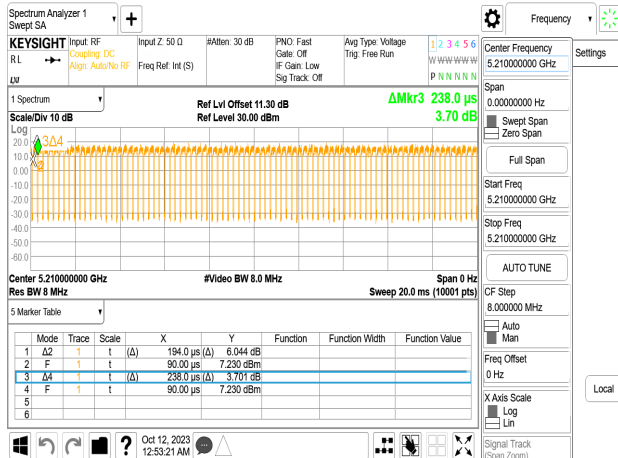 Spectrum Analyzer 1
Swept SA
Frequency
KEYSIGHT
RL
Input: RF
Coupling: DC
Align: Auto/No RF
Input Z: 50 Ω
Freq Ref: Int (S)
#Atten: 30 dB
PNO: Fast
Gate: Off
IF Gain: Low
Sig Track: Off
Avg Type: Voltage
Trig: Free Run
1 2 3 4 5 6
W W W W W W
P N N N N N
1 Spectrum
Scale/Div 10 dB
Ref Lvl Offset 11.30 dB
Ref Level 30.00 dBm
ΔMkr3 238.0 µs
3.70 dB
Log
20.0
10.0
0.00
-10.0
-20.0
-30.0
-40.0
-50.0
-60.0
3Δ4
Center 5.210000000 GHz
Res BW 8 MHz
#Video BW 8.0 MHz
Span 0 Hz
Sweep 20.0 ms (10001 pts)
5 Marker Table
Mode Trace Scale X Y Function Function Width Function Value
1 Δ2 1 t (Δ) 194.0 µs (Δ) 6.044 dB
2 F 1 t 90.00 µs 7.230 dBm
3 Δ4 1 t (Δ) 238.0 µs (Δ) 3.701 dB
4 F 1 t 90.00 µs 7.230 dBm
5
6
Oct 12, 2023
12:53:21 AM
Center Frequency
5.210000000 GHz
Span
0.00000000 Hz
Swept Span
Zero Span
Full Span
Start Freq
5.210000000 GHz
Stop Freq
5.210000000 GHz
AUTO TUNE
CF Step
8.000000 MHz
Auto
Man
Freq Offset
0 Hz
X Axis Scale
Log
Lin
Signal Track
(Span Zoom)
Settings
Local